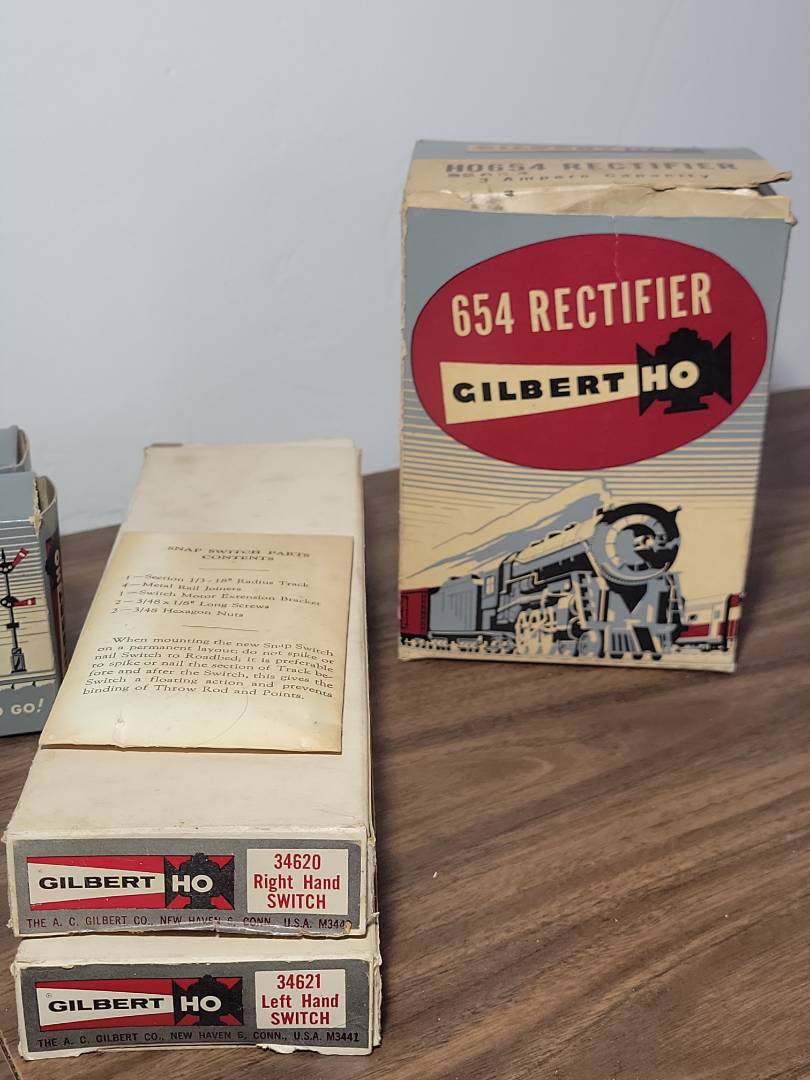 HO654 RECTIFIER
3 Ampere Capacity
654 RECTIFIER
GILBERT HO
SNAP SWITCH PARTS
CONTENTS
1—Section 1/3 - 18" Radius Track
4—Metal Rail Joiners
1—Switch Motor Extension Bracket
2—3/48 x 1/8" Long Screws
2—3/48 Hexagon Nuts
When mounting the new Snap Switch
on a permanent layout; do not spike or
nail Switch to Roadbed; it is preferable
to spike or nail the section of Track be-
fore and after the Switch, this gives the
Switch a floating action and prevents
binding of Throw Rod and Points.
GO!
GILBERT HO
34620
Right Hand
SWITCH
THE A. C. GILBERT CO., NEW HAVEN 6, CONN., U.S.A. M3442
GILBERT HO
34621
Left Hand
SWITCH
THE A. C. GILBERT CO., NEW HAVEN 6, CONN., U.S.A. M3441